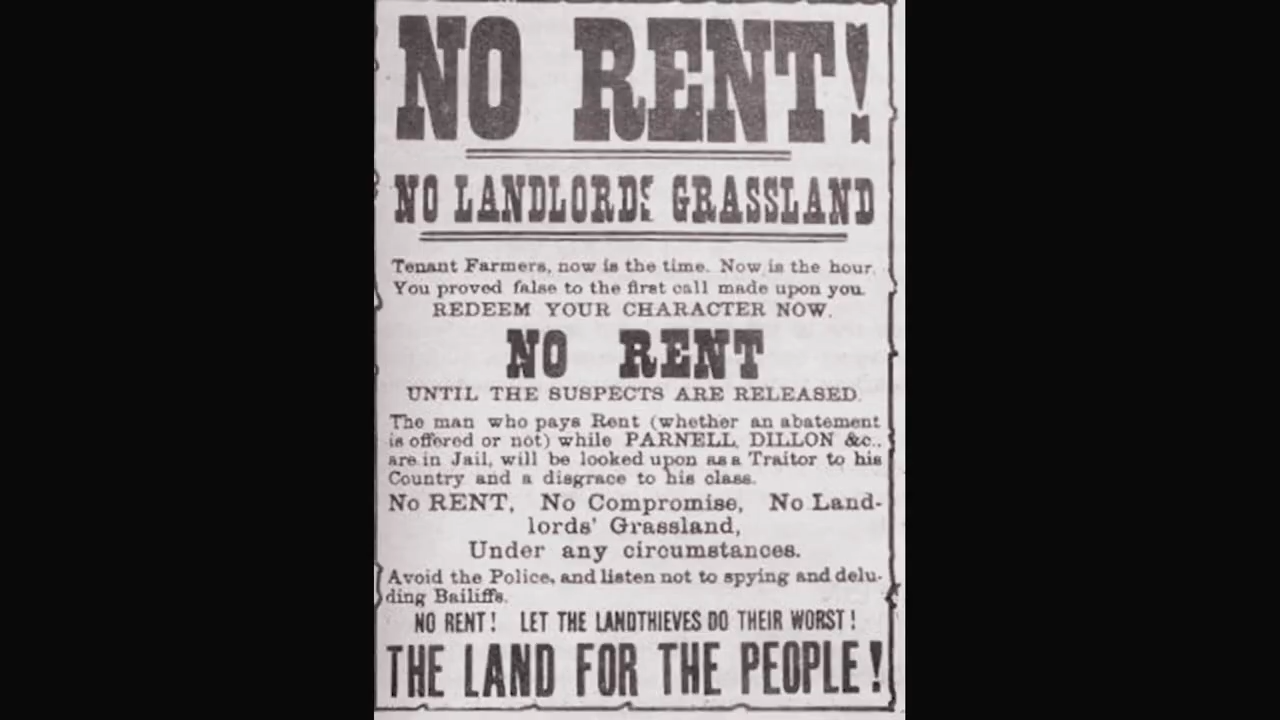 NO RENT!
NO LANDLORDS GRASSLAND
Tenant Farmers, now is the time. Now is the hour.
You proved false to the first call made upon you.
REDEEM YOUR CHARACTER NOW.
NO RENT
UNTIL THE SUSPECTS ARE RELEASED.
The man who pays Rent (whether an abatement
is offered or not) while PARNELL, DILLON &c.,
are in Jail, will be looked upon as a Traitor to his
Country and a disgrace to his class.
No RENT, No Compromise, No Land-
lords' Grassland,
Under any circumstances.
Avoid the Police, and listen not to spying and delu-
ding Bailiffs.
NO RENT! LET THE LANDTHIEVES DO THEIR WORST!
THE LAND FOR THE PEOPLE!